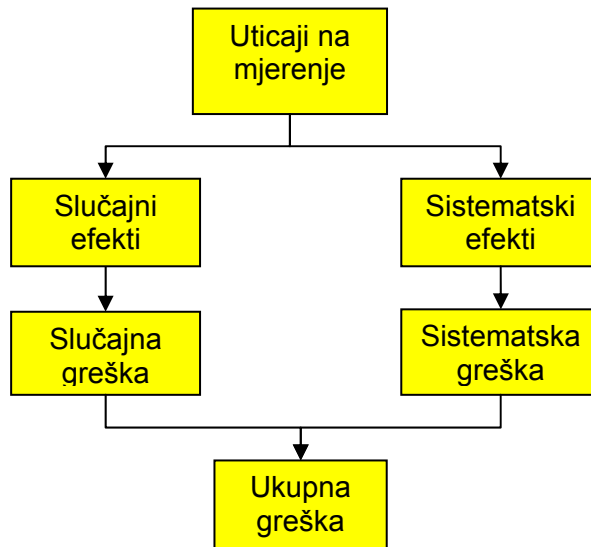 Uticaji na
mjerenje
Slučajni
efekti
Sistematski
efekti
Slučajna
greška
Sistematska
greška
Ukupna
greška